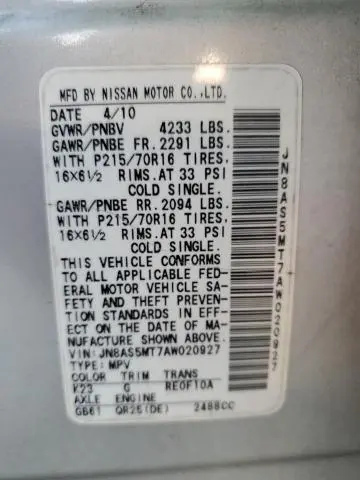 MFD BY NISSAN MOTOR CO.,LTD.
DATE 4/10
GVWR/PNBV 4233 LBS.
GAWR/PNBE FR. 2291 LBS.
WITH P215/70R16 TIRES,
16X6½ RIMS.AT 33 PSI
COLD SINGLE.
GAWR/PNBE RR. 2094 LBS.
WITH P215/70R16 TIRES,
16X6½ RIMS.AT 33 PSI
COLD SINGLE.
THIS VEHICLE CONFORMS
TO ALL APPLICABLE FED-
ERAL MOTOR VEHICLE SA-
FETY AND THEFT PREVEN-
TION STANDARDS IN EFF-
ECT ON THE DATE OF MA-
NUFACTURE SHOWN ABOVE.
VIN:JN8AS5MT7AW020927
TYPE:MPV
COLOR TRIM TRANS
K23 G RE0F10A
AXLE ENGINE
GB61 QR25(DE) 2488CC
JN8AS5MT7AW020927